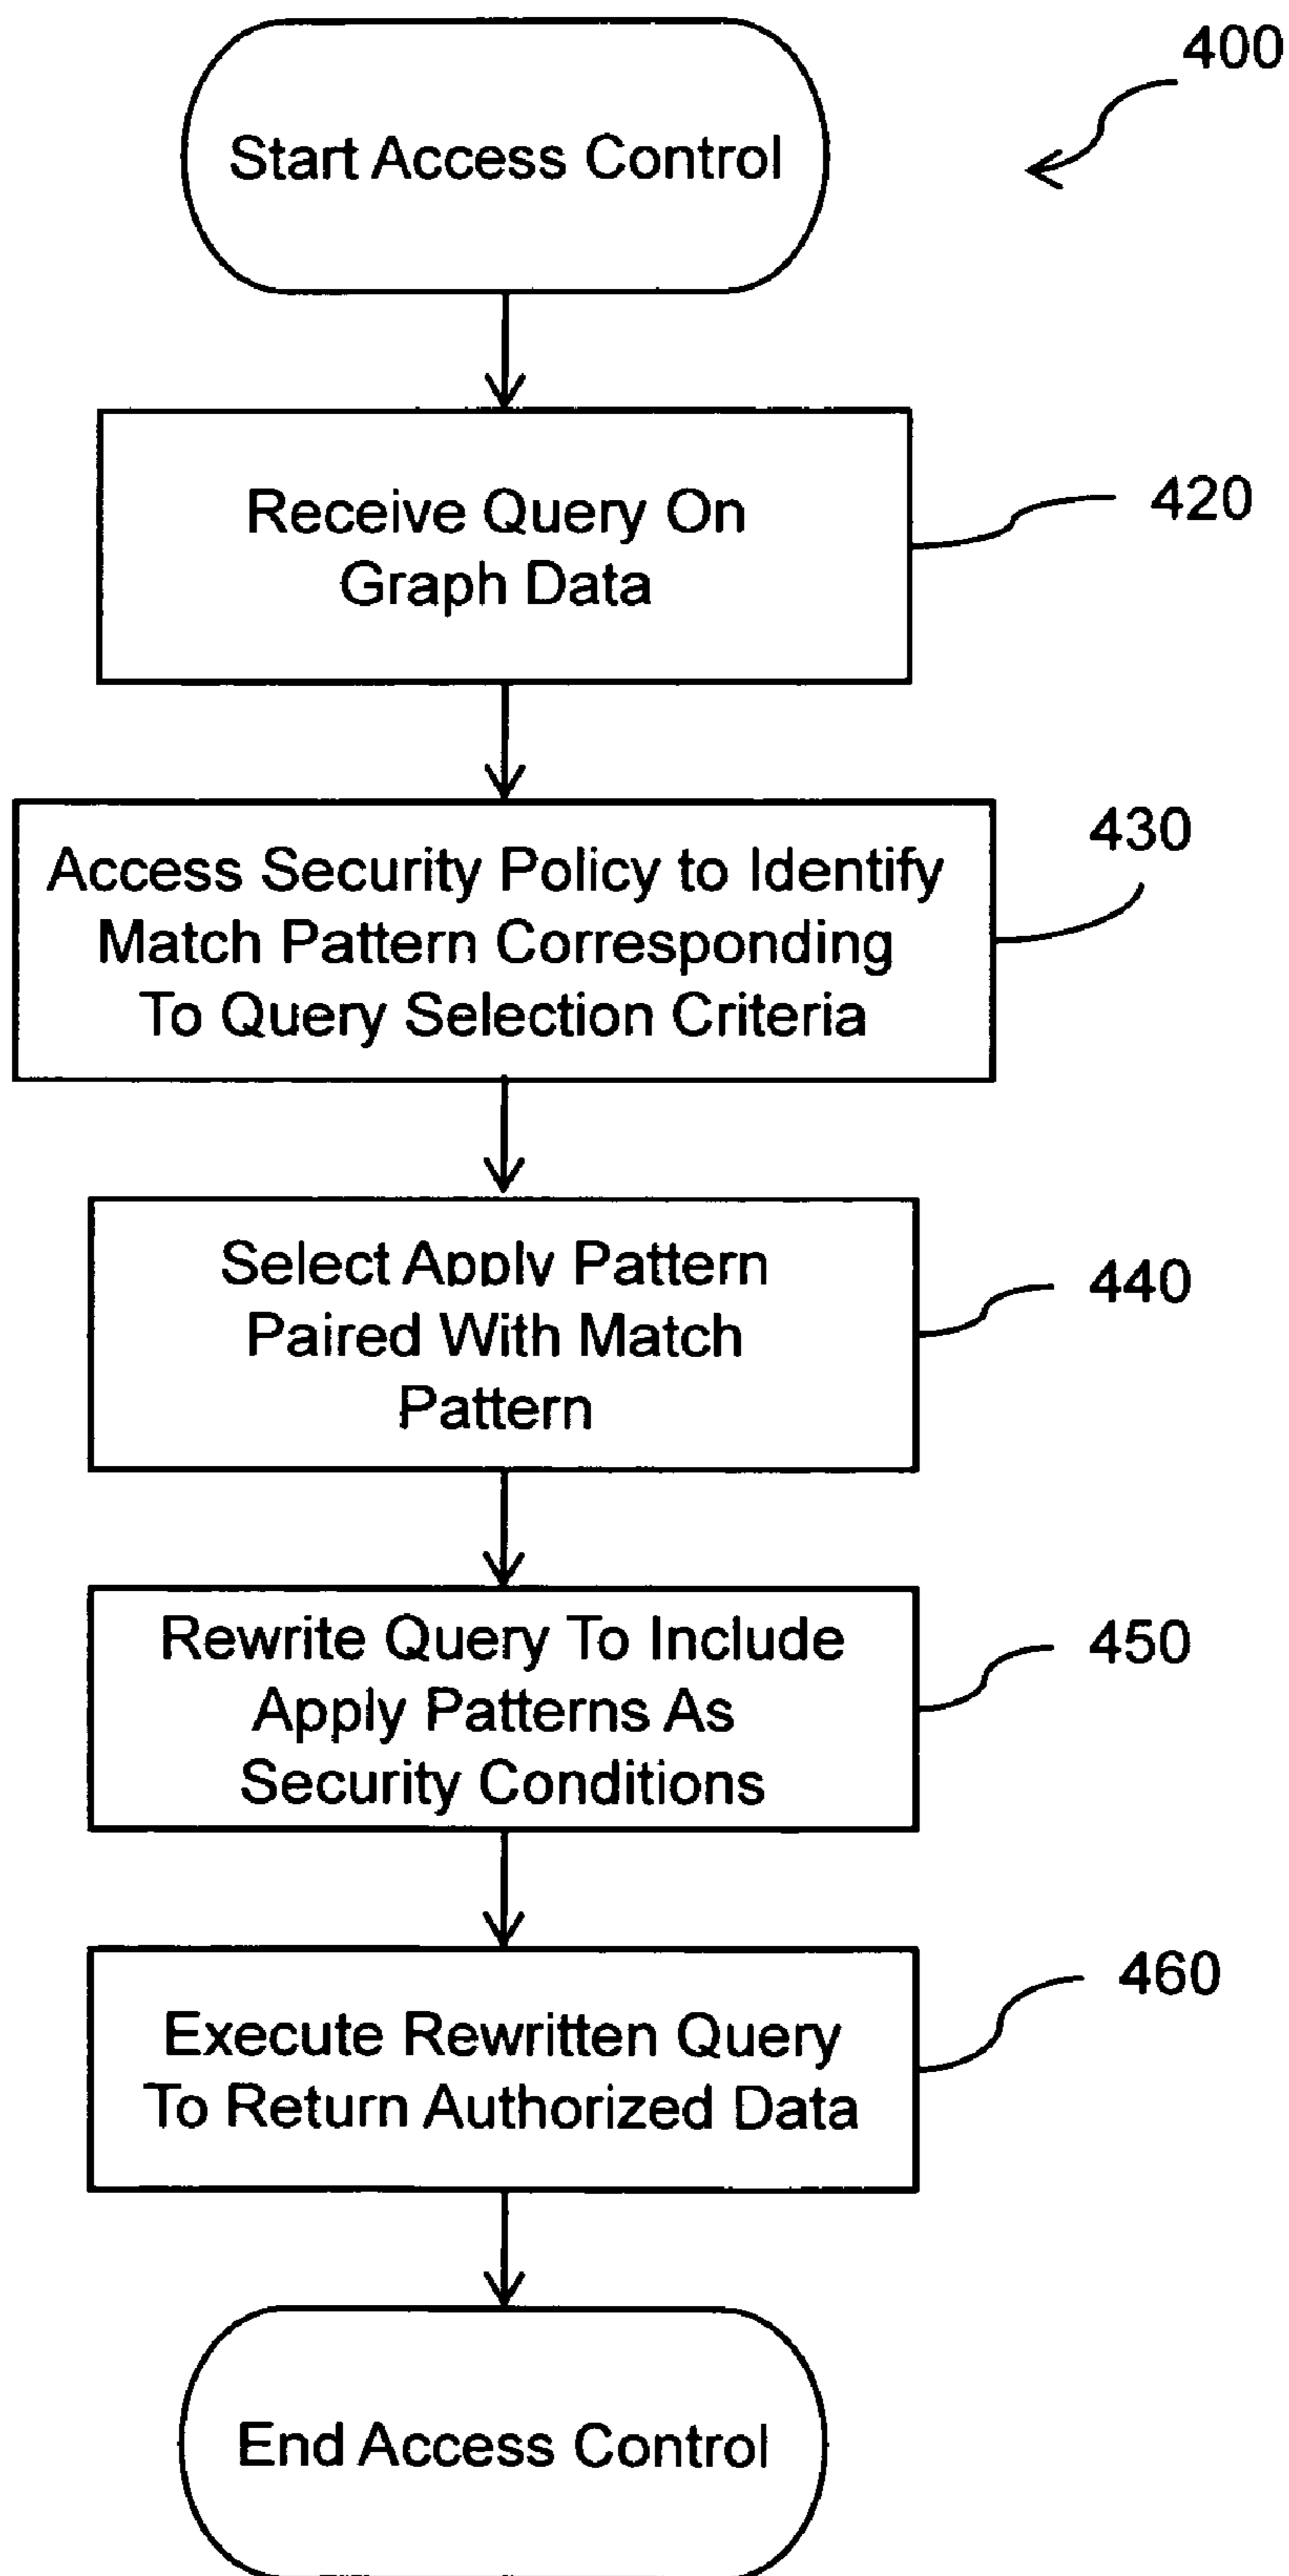 400
Start Access Control
Receive Query On
Graph Data
420
Access Security Policy to Identify
Match Pattern Corresponding
To Query Selection Criteria
430
Select Apply Pattern
Paired With Match
Pattern
440
Rewrite Query To Include
Apply Patterns As
Security Conditions
450
Execute Rewritten Query
To Return Authorized Data
460
End Access Control